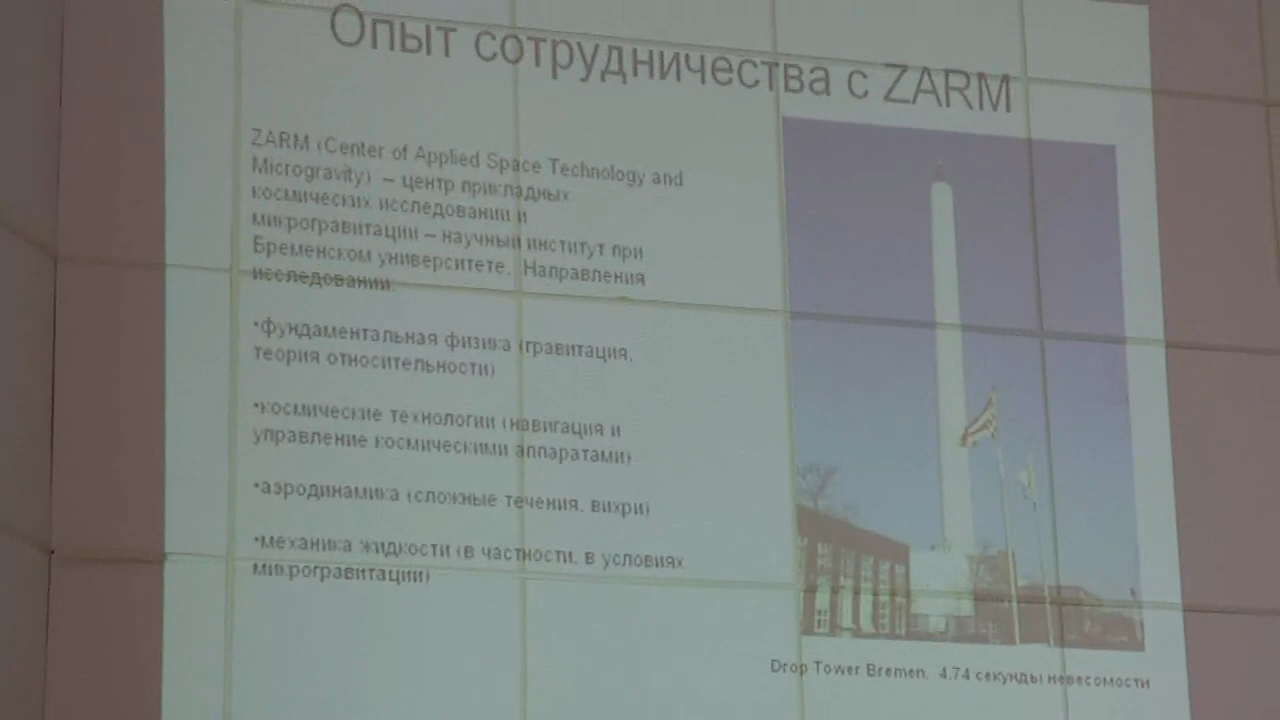 Опыт сотрудничества с ZARM
ZARM (Center of Applied Space Technology and
Microgravity) – центр прикладных
космических исследований и
микрогравитации – научный институт при
Бременском университете. Направления
исследований:
•фундаментальная физика (гравитация,
теория относительности)
•космические технологии (навигация и
управление космическими аппаратами)
•аэродинамика (сложные течения, вихри)
•механика жидкости (в частности, в условиях
микрогравитации)
Drop Tower Bremen, 4.74 секунды невесомости